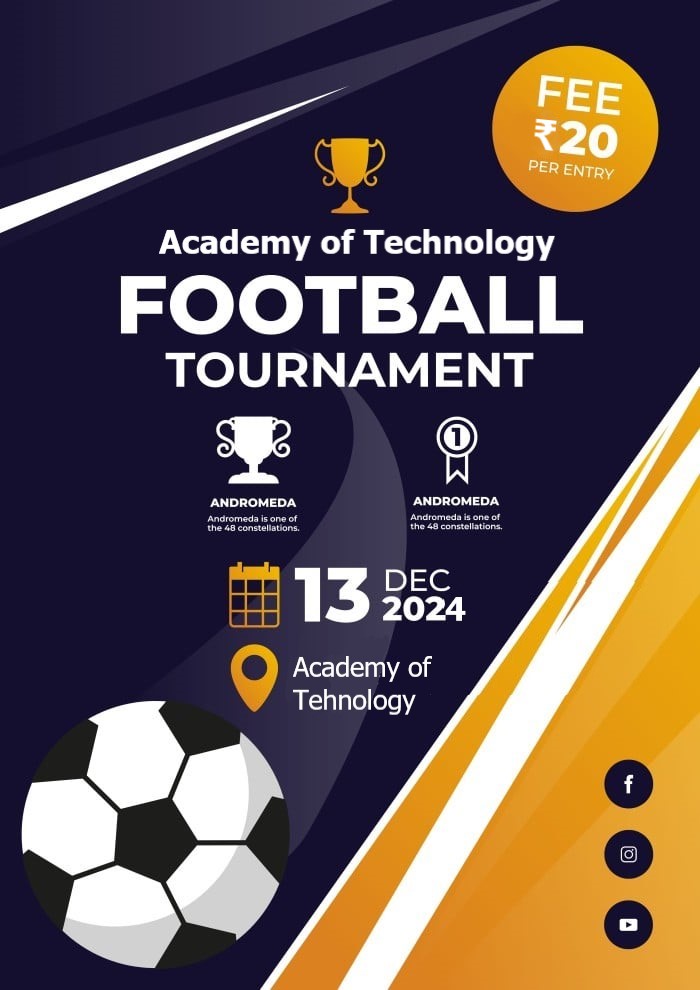 FEE
₹20
PER ENTRY
Academy of Technology
FOOTBALL
TOURNAMENT
1
ANDROMEDA
Andromeda is one of
the 48 constellations.
ANDROMEDA
Andromeda is one of
the 48 constellations.
13 DEC
2024
Academy of
Tehnology